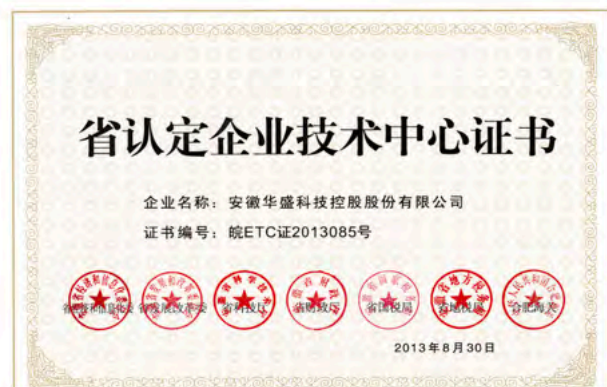 省认定企业技术中心证书
企业名称：安徽华盛科技控股股份有限公司
证书编号：皖ETC证2013085号
省经济和信息化委 省发展改革委 省科技厅 省财政厅 省国税局 省地税局 合肥海关
2013年8月30日